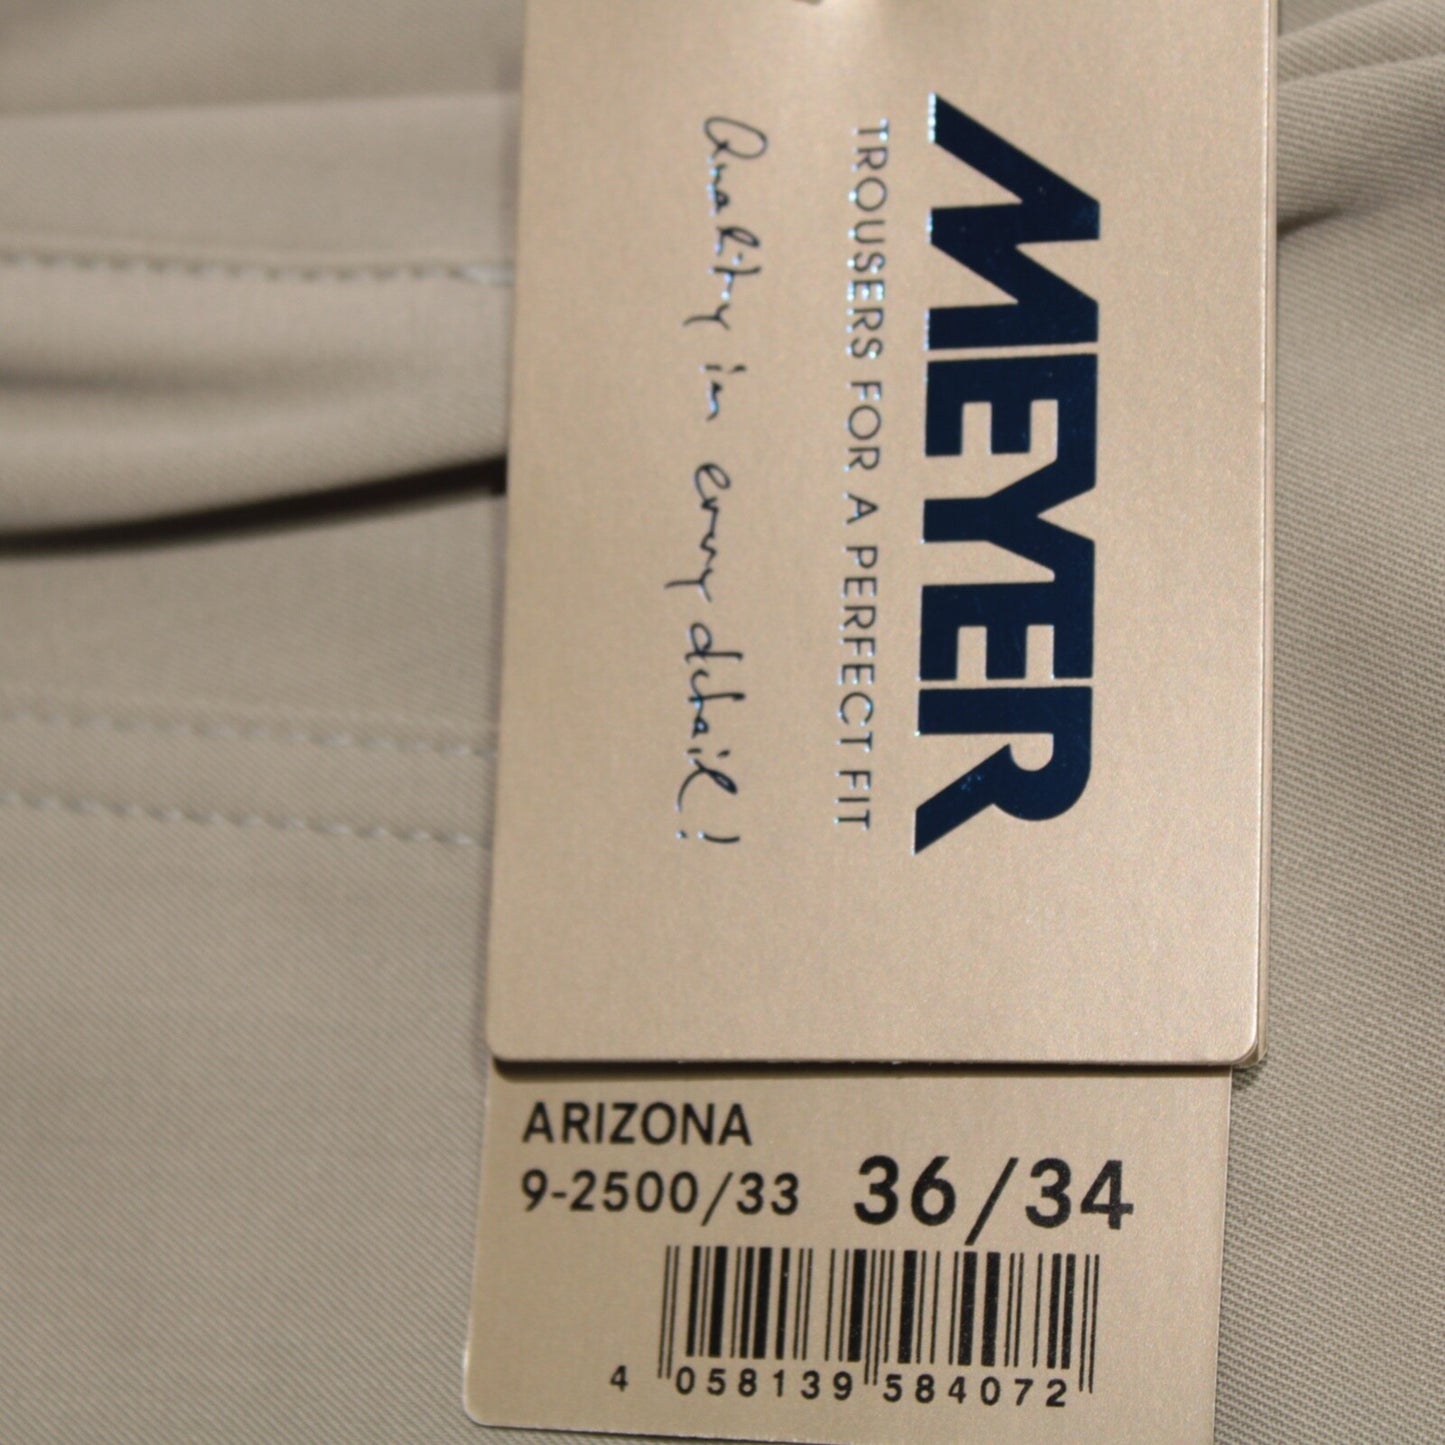 MEYER
TROUSERS FOR A PERFECT FIT
Quality in every detail!
ARIZONA
9-2500/33 36/34
4 058139 584072